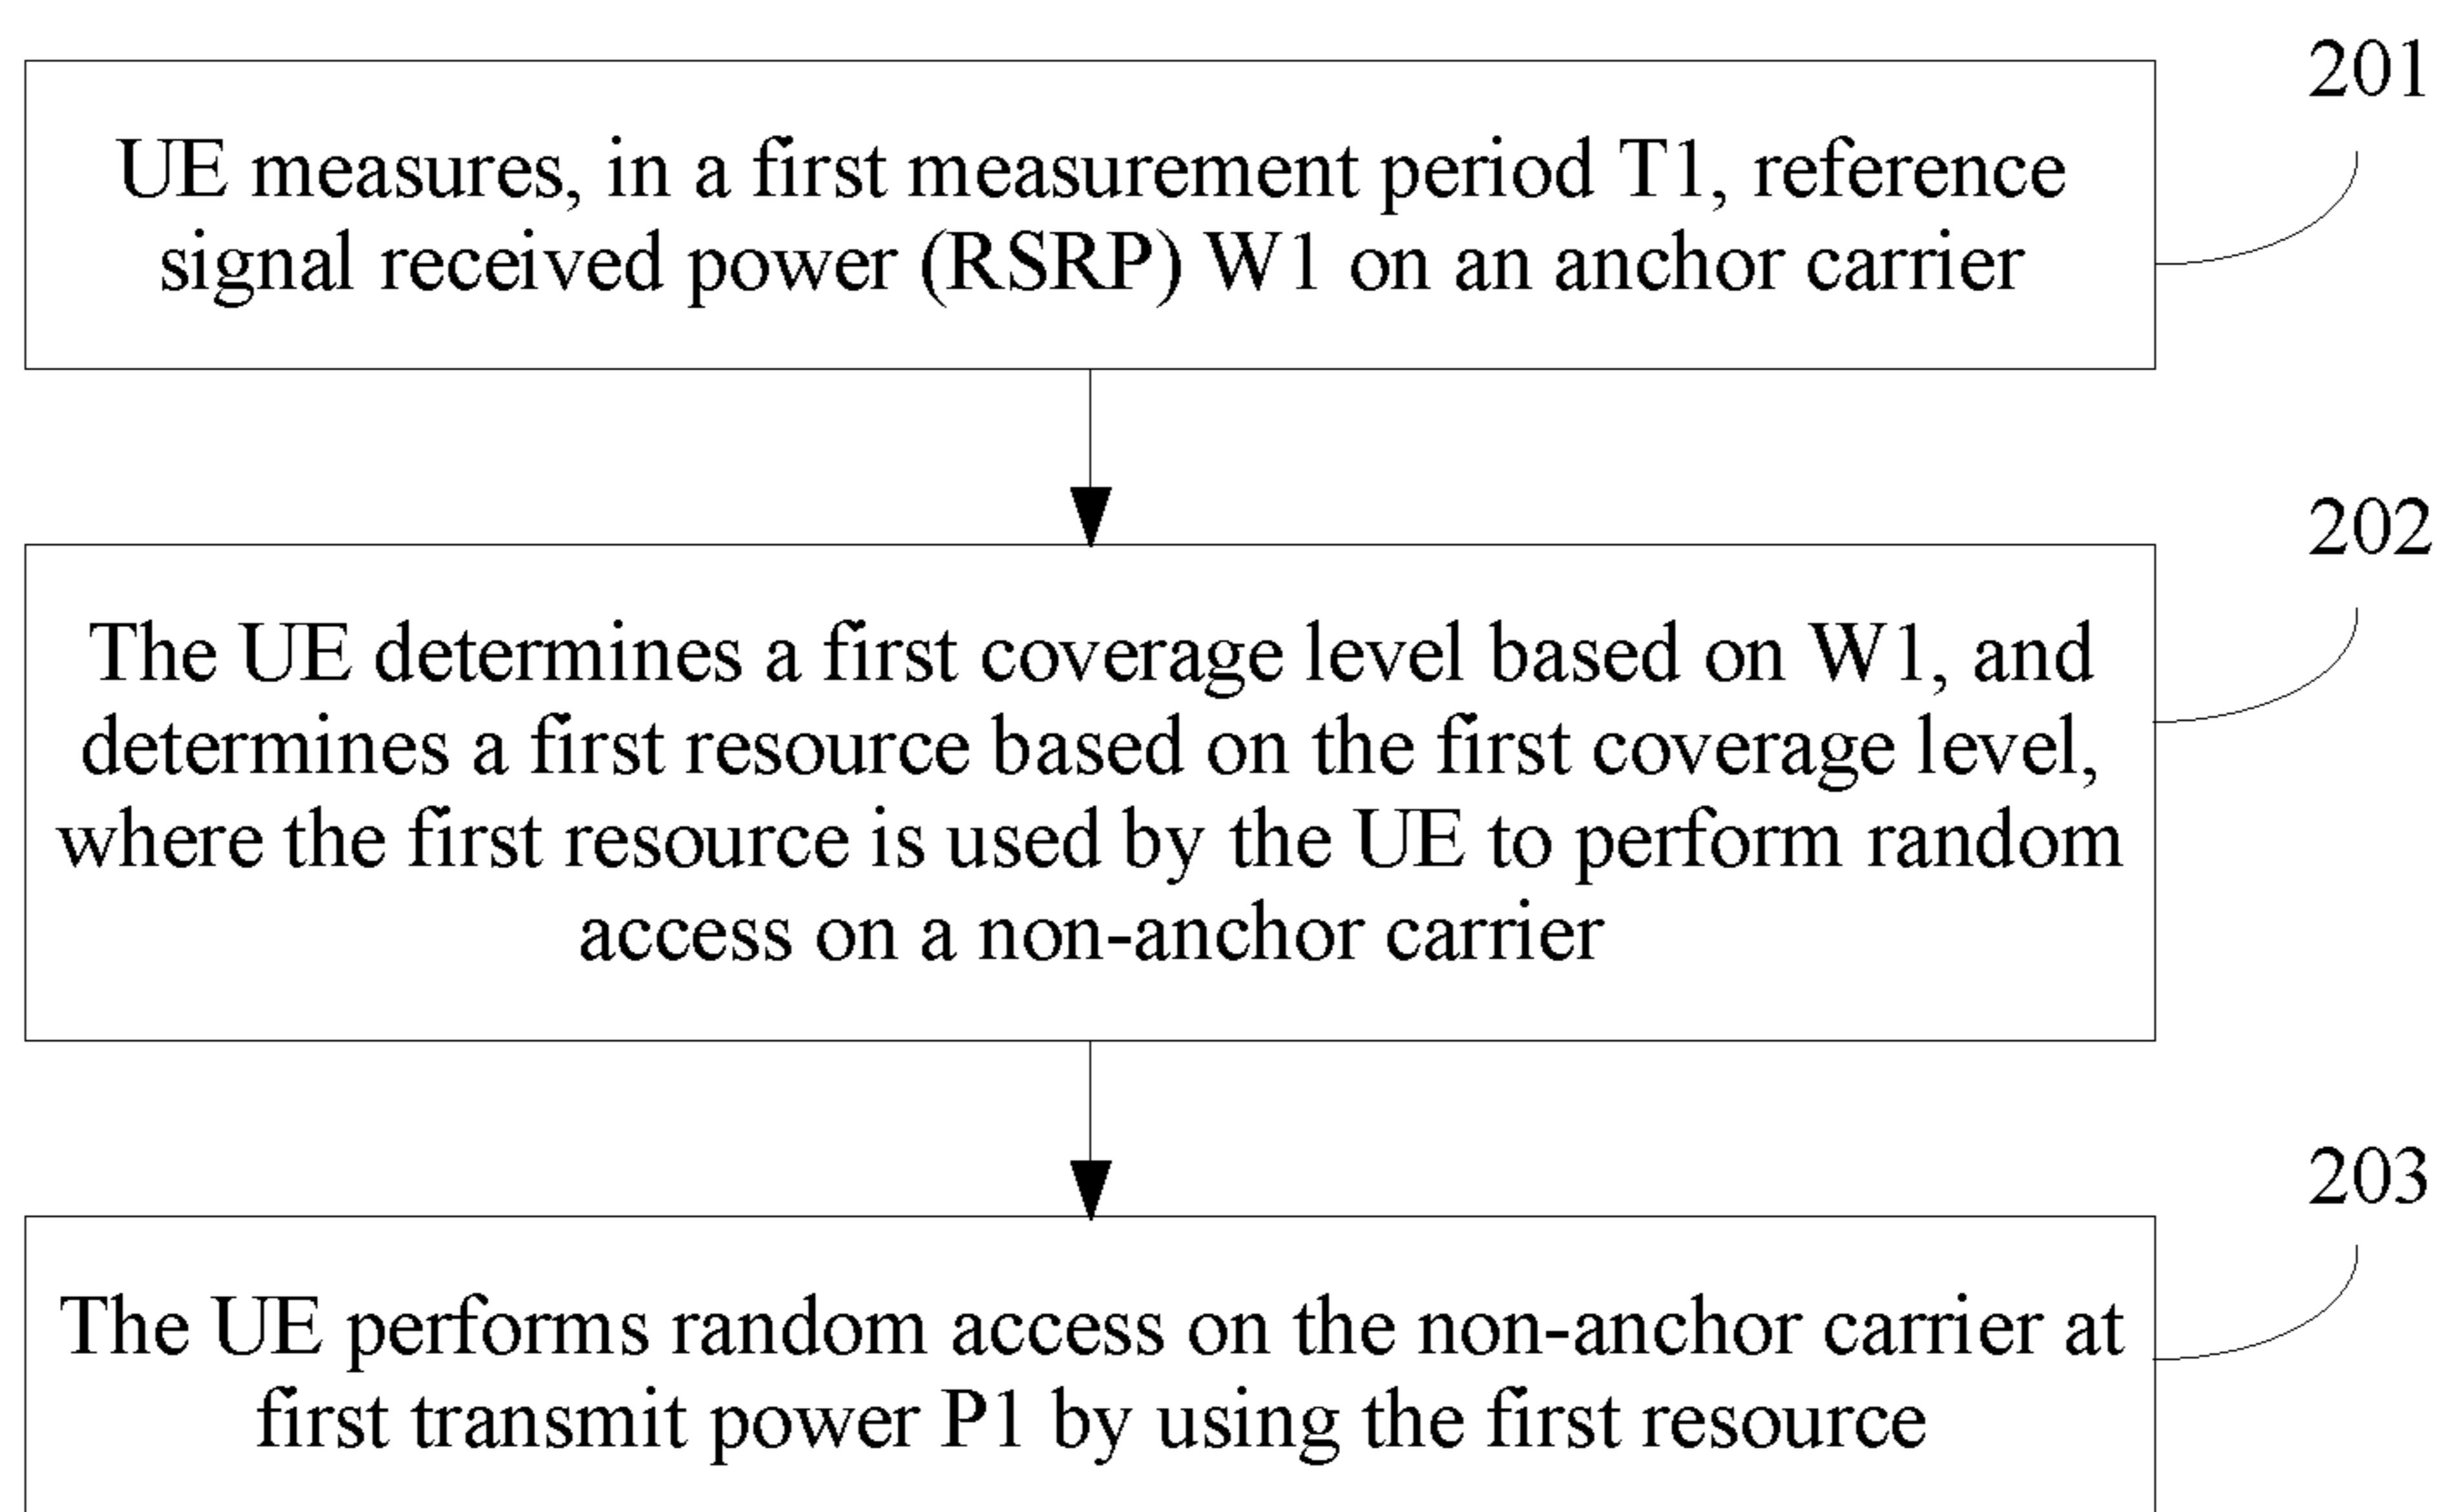 201
UE measures, in a first measurement period T1, reference
signal received power (RSRP) W1 on an anchor carrier
202
The UE determines a first coverage level based on W1, and
determines a first resource based on the first coverage level,
where the first resource is used by the UE to perform random
access on a non-anchor carrier
203
The UE performs random access on the non-anchor carrier at
first transmit power P1 by using the first resource